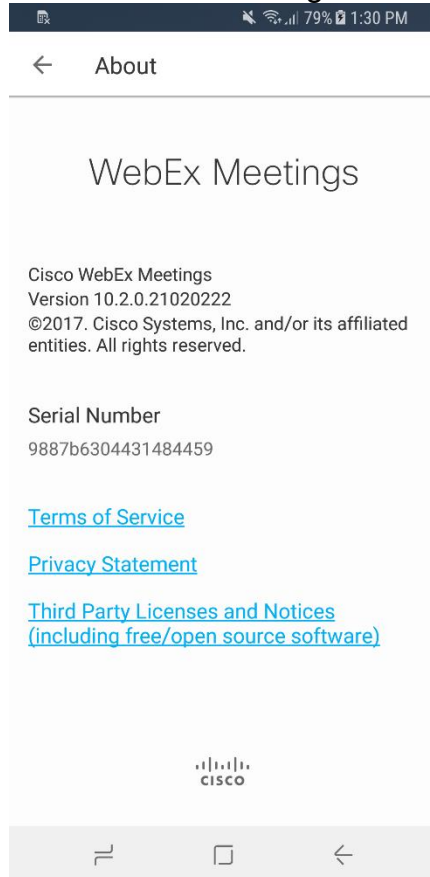 79% 1:30 PM
About
WebEx Meetings
Cisco WebEx Meetings
Version 10.2.0.21020222
©2017. Cisco Systems, Inc. and/or its affiliated
entities. All rights reserved.
Serial Number
9887b6304431484459
Terms of Service
Privacy Statement
Third Party Licenses and Notices
(including free/open source software)
CISCO